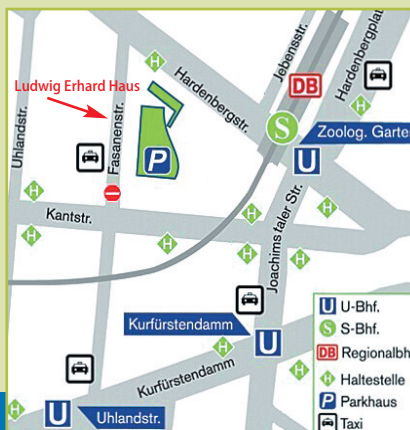 Jebensstr.
Hardenbergplat
Ludwig Erhard Haus
Hardenbergstr.
DB
Uhlandstr.
Fasanenstr.
S
Zoolog. Garte
P
U
H
Kantstr.
Joachimstaler Str.
Kurfürstendamm
U
Kurfürstendamm
U
Uhlandstr.
U U-Bhf.
S S-Bhf.
DB Regionalbh
H Haltestelle
P Parkhaus
Taxi